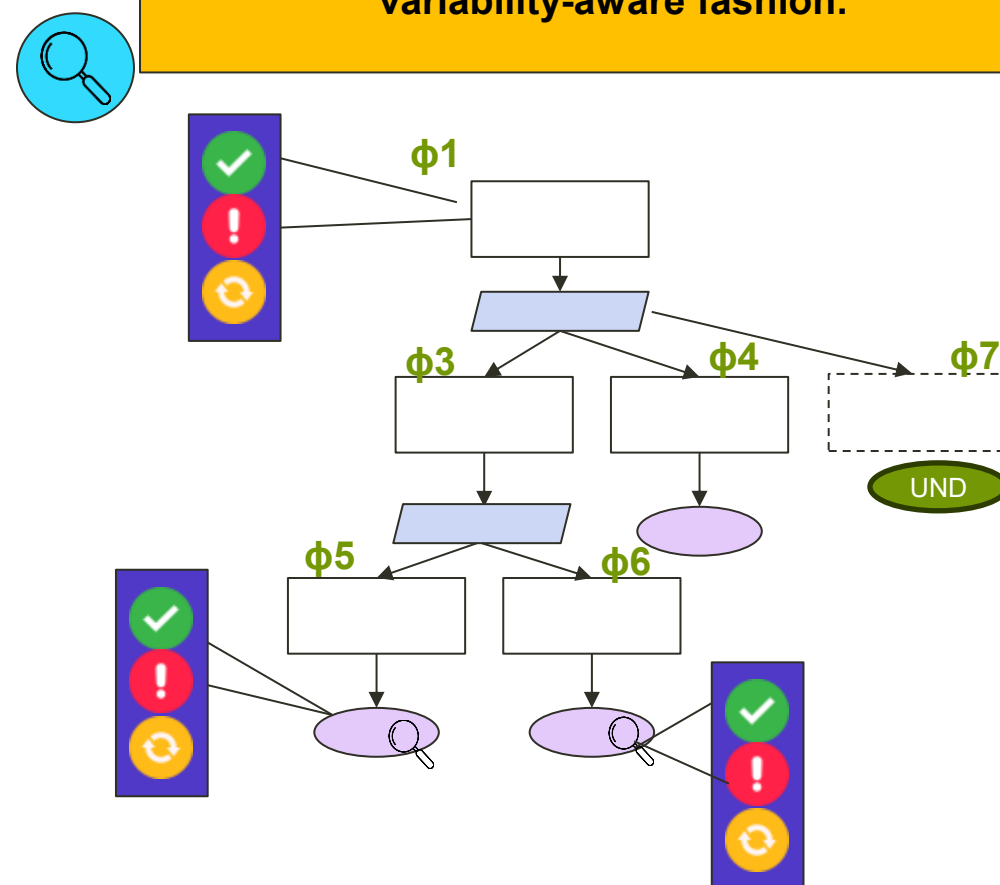 variability-aware fashion.
ϕ1
ϕ3
ϕ4
ϕ7
UND
ϕ5
ϕ6